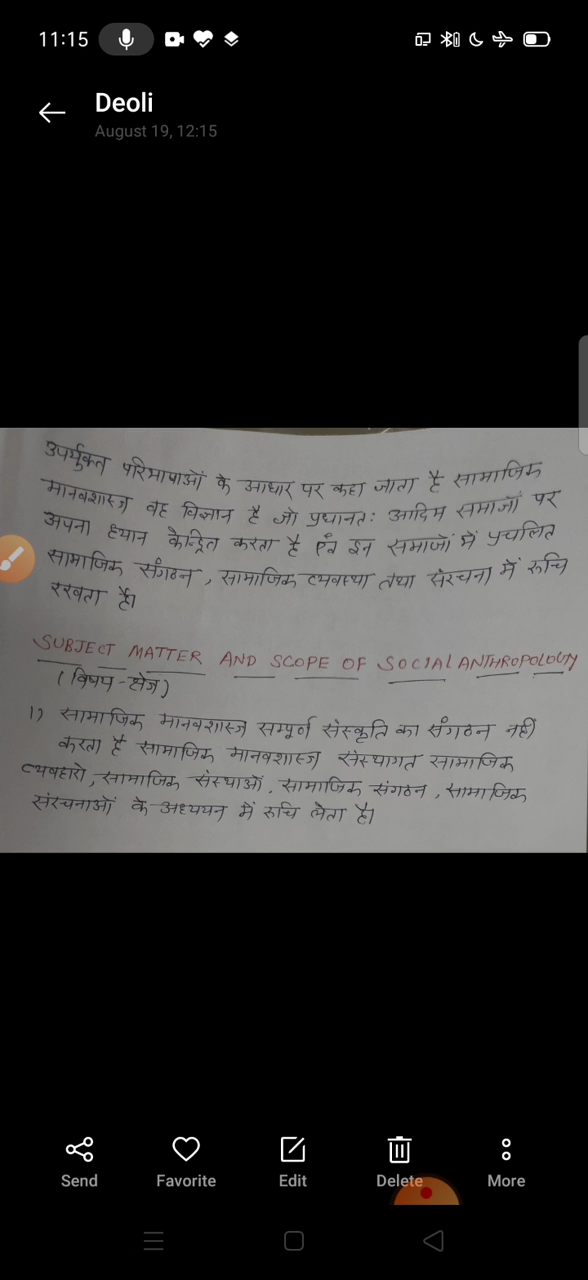 11:15
Deoli
August 19, 12:15
उपर्युक्त परिभाषाओं के आधार पर कहा जाता है सामाजिक
मानवशास्त्र वह विज्ञान है जो प्रधानतः आदिम समाजों पर
अपना ध्यान केन्द्रित करता है एवं इन समाजों में प्रचलित
सामाजिक संगठन, सामाजिक व्यवस्था तथा संरचना में रूचि
रखता है।
SUBJECT MATTER AND SCOPE OF SOCIAL ANTHROPOLOGY
(विषय-क्षेत्र)
1) सामाजिक मानवशास्त्र सम्पूर्ण संस्कृति का संगठन नहीं
करता है सामाजिक मानवशास्त्र संस्थागत सामाजिक
व्यवहारो, सामाजिक संस्थाओं, सामाजिक संगठन, सामाजिक
संरचनाओं के अध्ययन में रूचि लेता है।
Send Favorite Edit Delete More